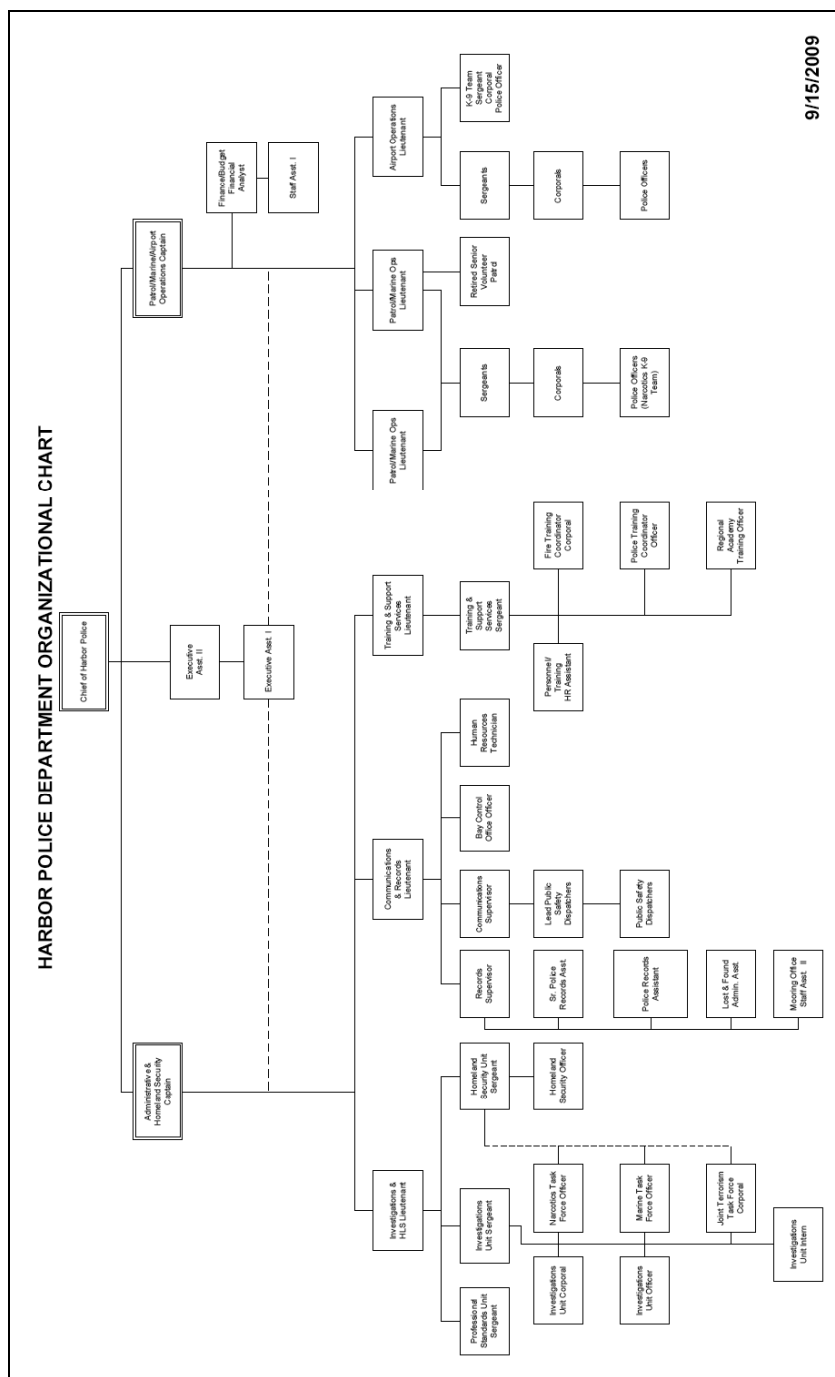 HARBOR POLICE DEPARTMENT ORGANIZATIONAL CHART
Chief of Harbor Police
Executive
Asst. II
Executive Asst. I
Administrative &
Homeland Security
Captain
Patrol/Marine/Airport
Operations Captain
Finance/Budget
Financial
Analyst
Staff Asst. I
Investigations &
HLS Lieutenant
Communications
& Records
Lieutenant
Training & Support
Services
Lieutenant
Patrol/Marine Ops
Lieutenant
Patrol/Marine Ops
Lieutenant
Airport Operations
Lieutenant
Professional
Standards Unit
Sergeant
Investigations
Unit Sergeant
Homeland
Security Unit
Sergeant
Records
Supervisor
Communications
Supervisor
Bay Control
Office Officer
Human
Resources
Technician
Training &
Support
Services
Sergeant
Sergeants
Retired Senior
Volunteer
Patrol
Sergeants
K-9 Team
Sergeant
Corporal
Police Officer
Investigations
Unit Corporal
Narcotics Task
Force Officer
Homeland
Security Officer
Sr. Police
Records Asst.
Lead Public
Safety
Dispatchers
Personnel/
Training
HR Assistant
Fire Training
Coordinator
Corporal
Corporals
Corporals
Investigations
Unit Officer
Marine Task
Force Officer
Police Records
Assistant
Public Safety
Dispatchers
Police Training
Coordinator
Officer
Police Officers
(Narcotics K-9
Team)
Police Officers
Joint Terrorism
Task Force
Corporal
Lost & Found
Admin. Asst.
Regional
Academy
Training Officer
Investigations
Unit Intern
Mooring Office
Staff Asst. II
9/15/2009